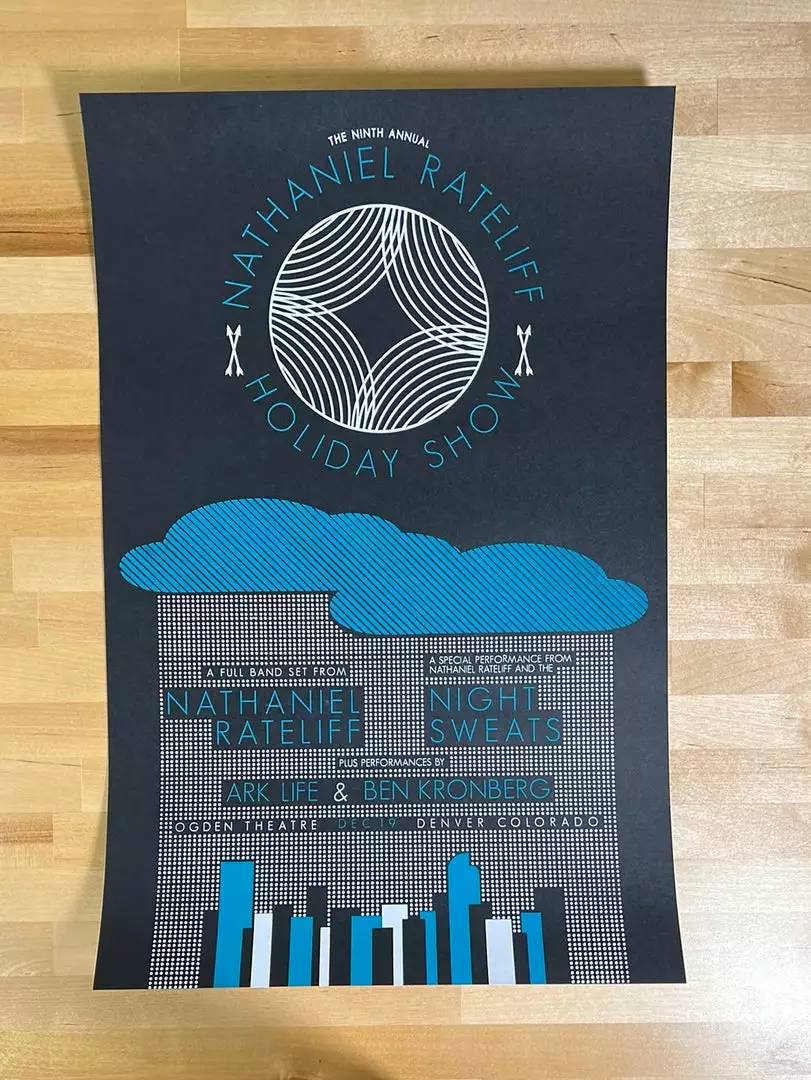 THE NINTH ANNUAL
NATHANIEL RATELIFF
HOLIDAY SHOW
A FULL BAND SET FROM
NATHANIEL
RATELIFF
A SPECIAL PERFORMANCE FROM
NATHANIEL RATELIFF AND THE
NIGHT
SWEATS
PLUS PERFORMANCES BY
ARK LIFE & BEN KRONBERG
OGDEN THEATRE DEC 19 DENVER COLORADO